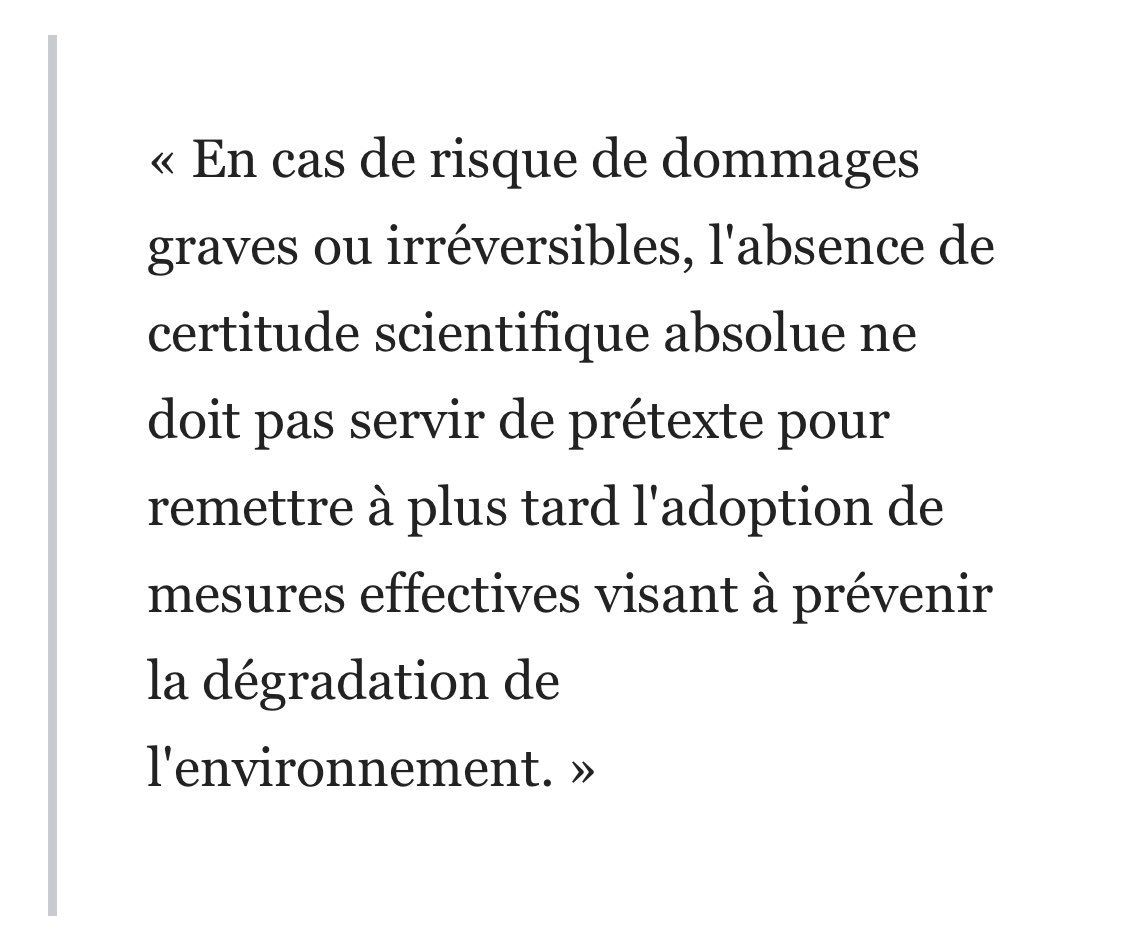 « En cas de risque de dommages
graves ou irréversibles, l'absence de
certitude scientifique absolue ne
doit pas servir de prétexte pour
remettre à plus tard l'adoption de
mesures effectives visant à prévenir
la dégradation de
l'environnement. »